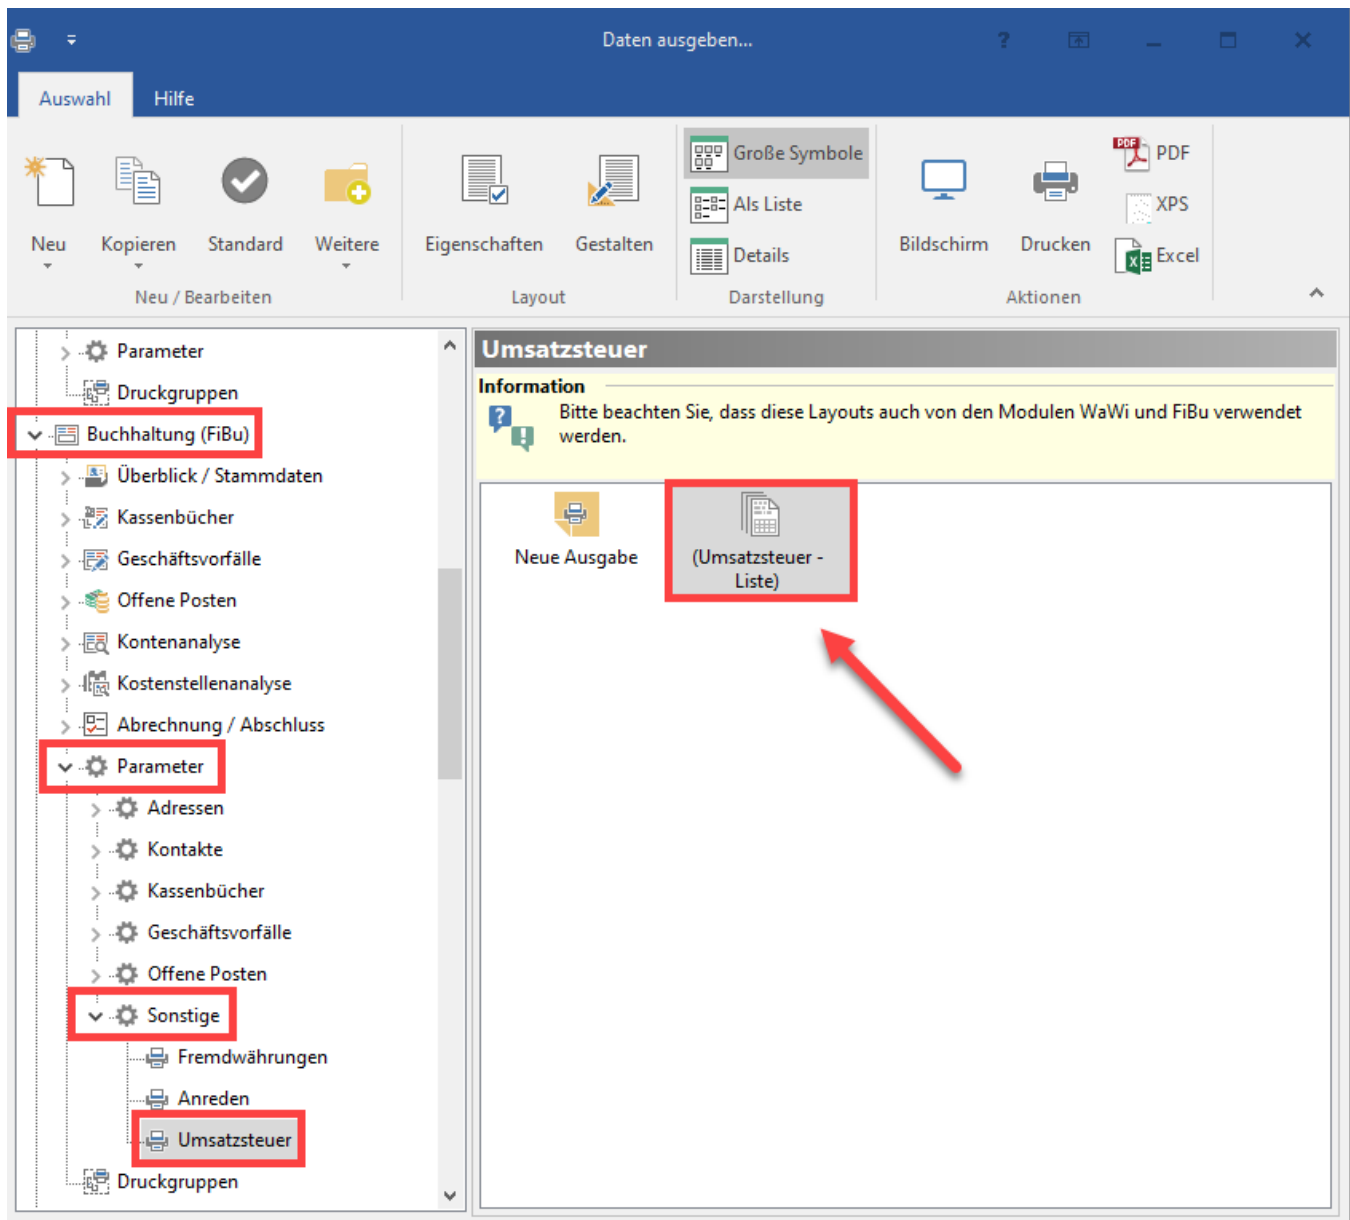 Daten ausgeben...
?
Auswahl
Hilfe
Neu
Kopieren
Standard
Weitere
Neu / Bearbeiten
Eigenschaften
Gestalten
Layout
Große Symbole
Als Liste
Details
Darstellung
Bildschirm
Drucken
PDF
PDF
XPS
X
Excel
Aktionen
Parameter
Druckgruppen
Buchhaltung (FiBu)
Überblick / Stammdaten
Kassenbücher
Geschäftsvorfälle
Offene Posten
Kontenanalyse
Kostenstellenanalyse
Abrechnung / Abschluss
Parameter
Adressen
Kontakte
Kassenbücher
Geschäftsvorfälle
Offene Posten
Sonstige
Fremdwährungen
Anreden
Umsatzsteuer
Druckgruppen
Umsatzsteuer
Information
Bitte beachten Sie, dass diese Layouts auch von den Modulen WaWi und FiBu verwendet
werden.
Neue Ausgabe
(Umsatzsteuer -
Liste)